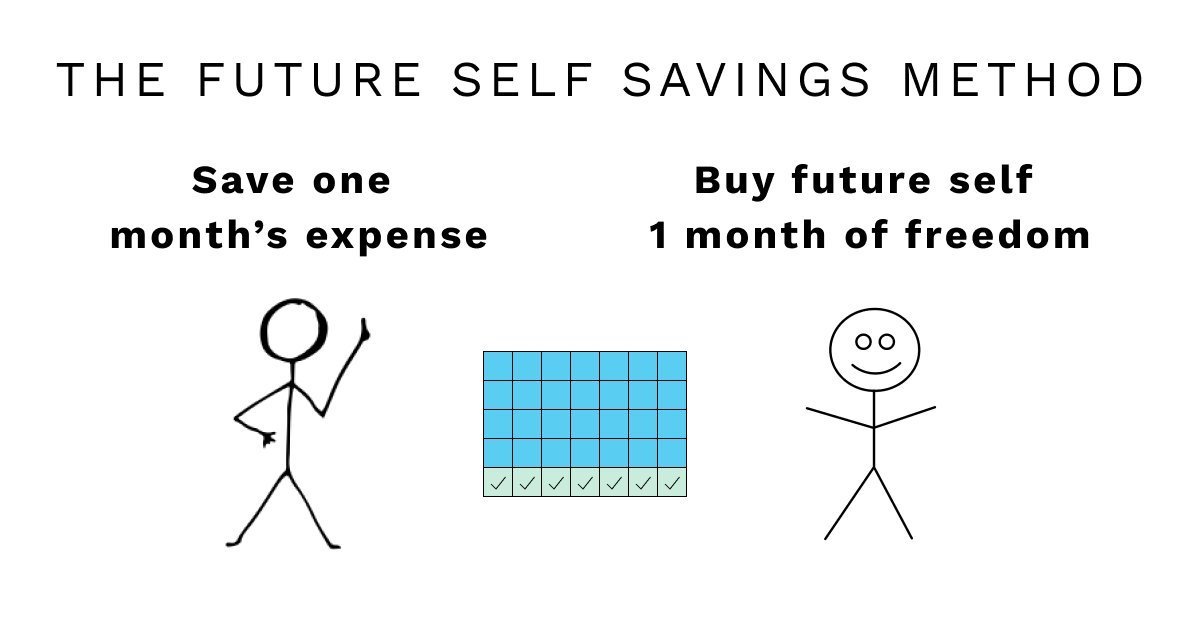 THE FUTURE SELF SAVINGS METHOD
Save one
month’s expense
Buy future self
1 month of freedom